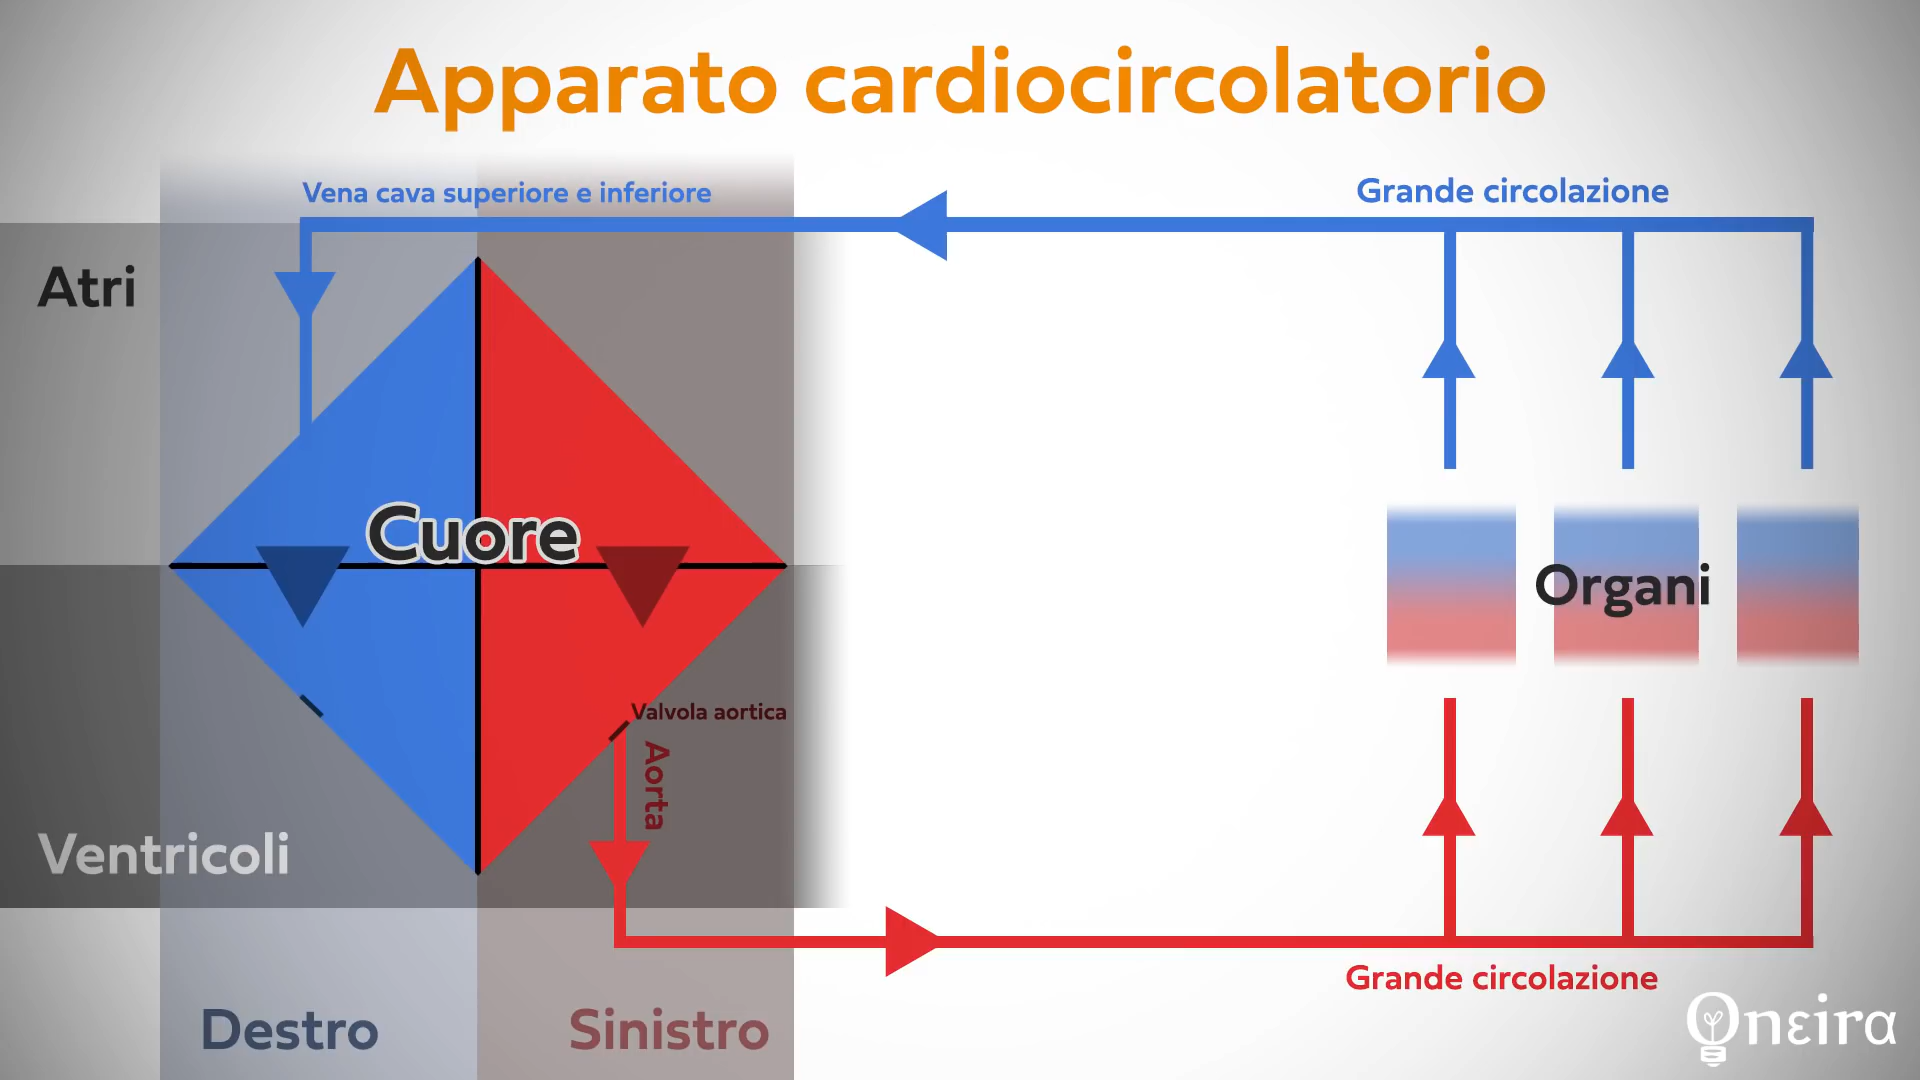 Apparato cardiocircolatorio
Vena cava superiore e inferiore
Grande circolazione
Atri
Cuore
Organi
Valvola aortica
Aorta
Ventricoli
Grande circolazione
Destro
Sinistro
Oneira